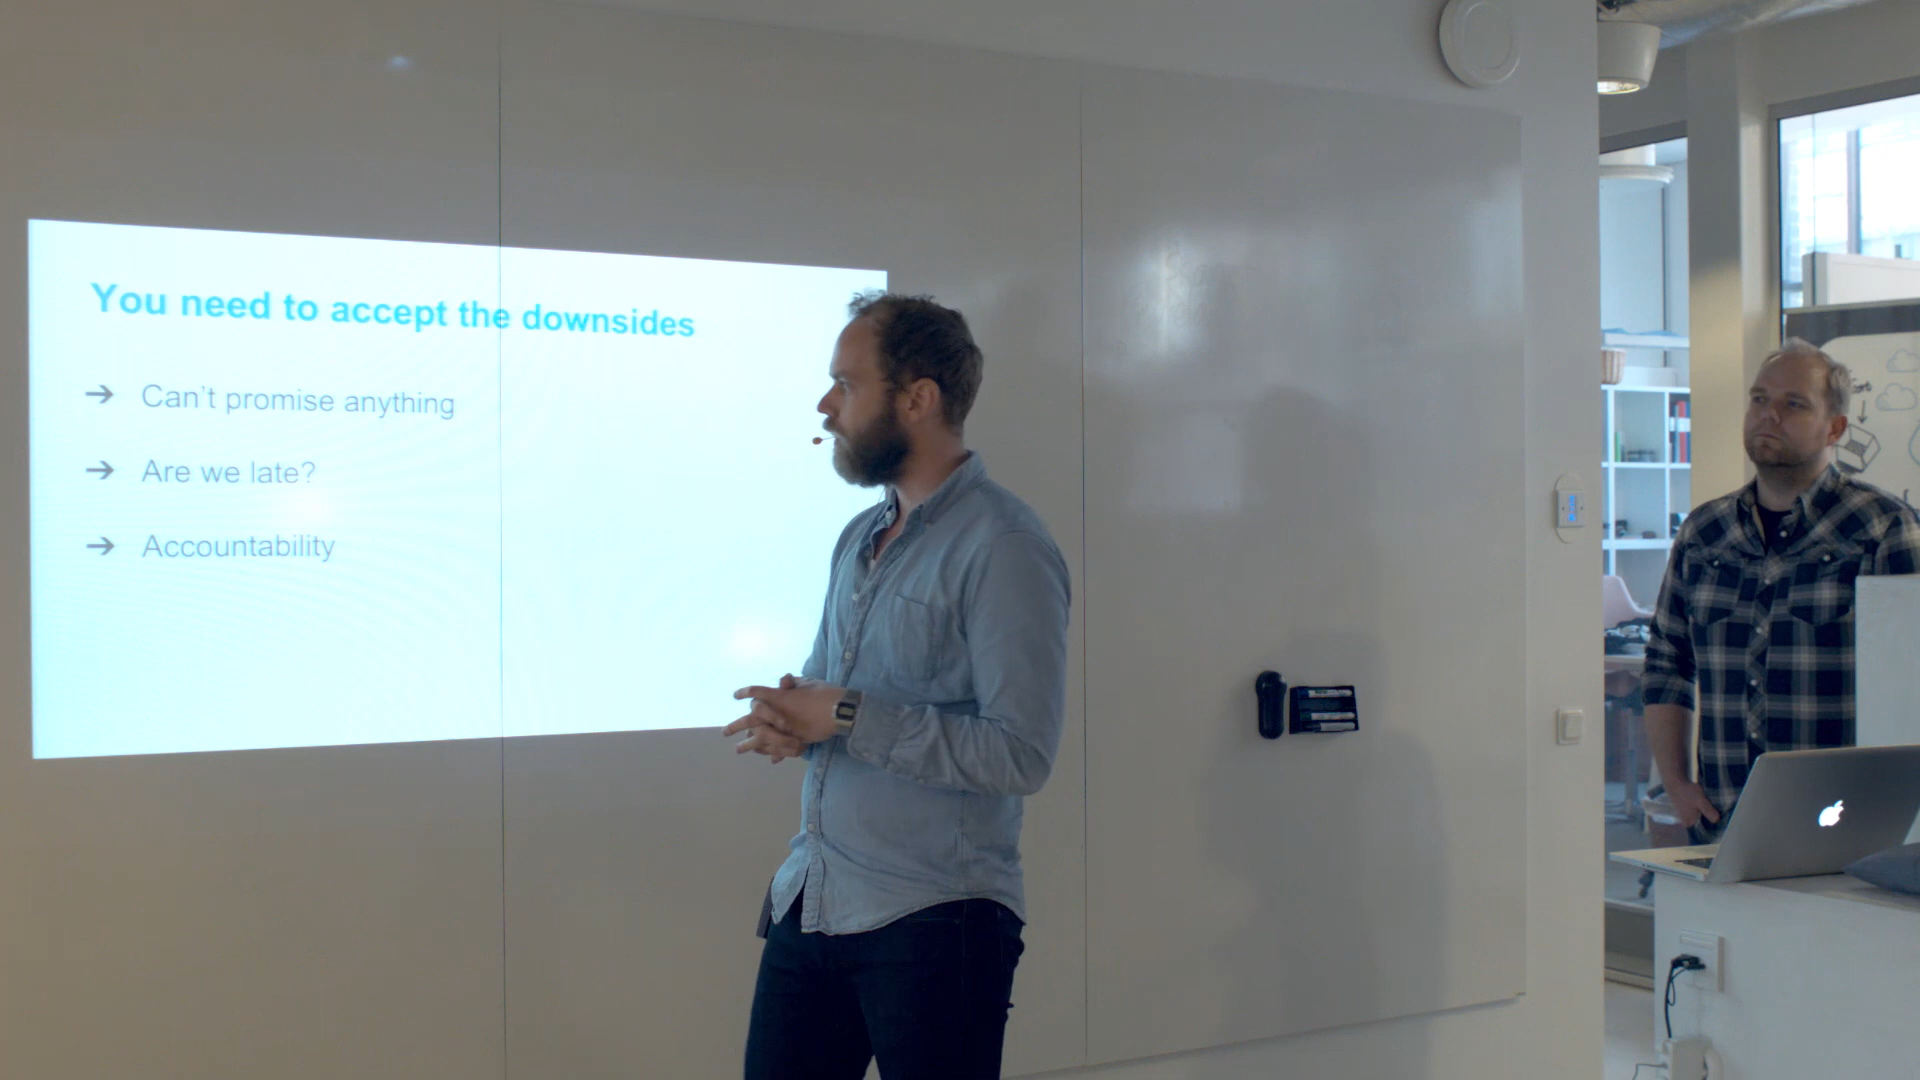 You need to accept the downsides
➔ Can't promise anything
➔ Are we late?
➔ Accountability